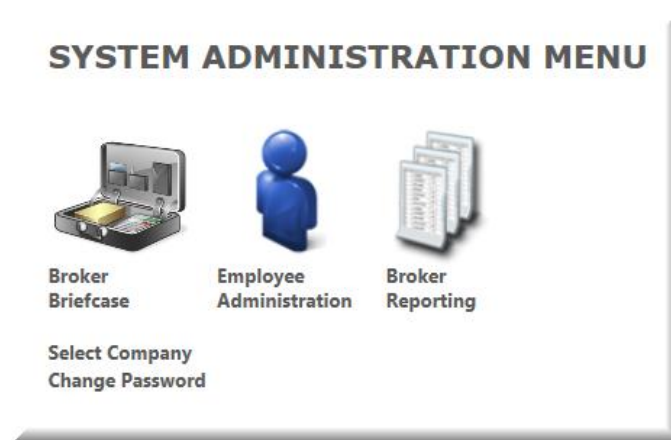 SYSTEM ADMINISTRATION MENU
Broker
Briefcase
Employee
Administration
Broker
Reporting
Select Company
Change Password